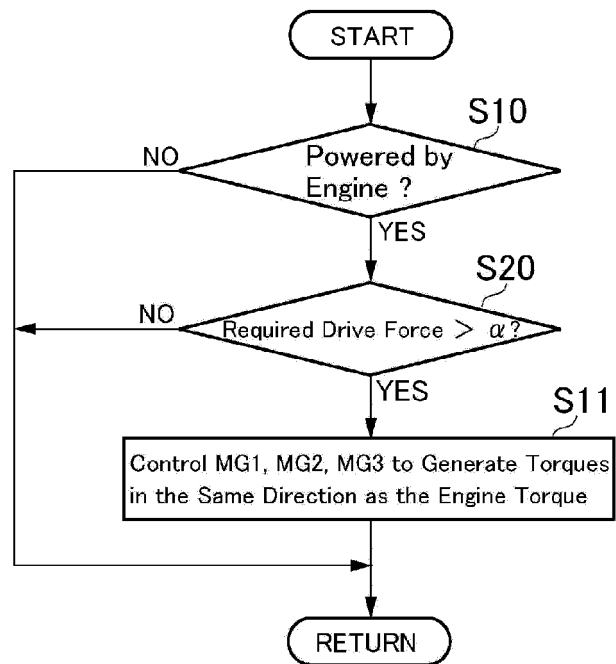 START
S10
NO
Powered by
Engine ?
YES
S20
NO
Required Drive Force > α?
YES
S11
Control MG1, MG2, MG3 to Generate Torques
in the Same Direction as the Engine Torque
RETURN